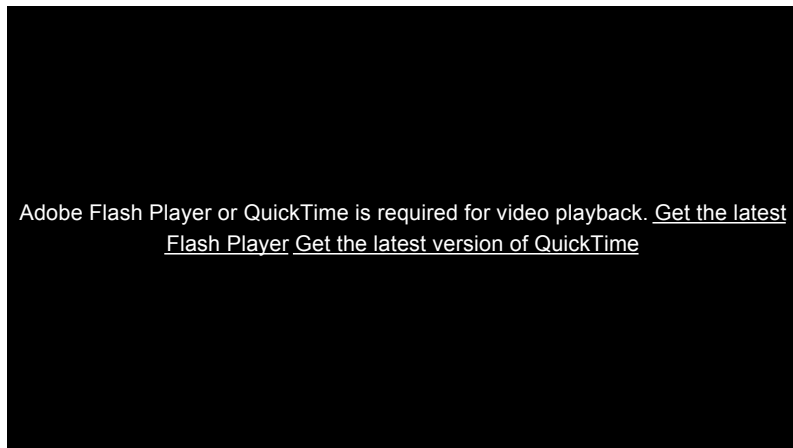 Adobe Flash Player or QuickTime is required for video playback. Get the latest
Flash Player Get the latest version of QuickTime